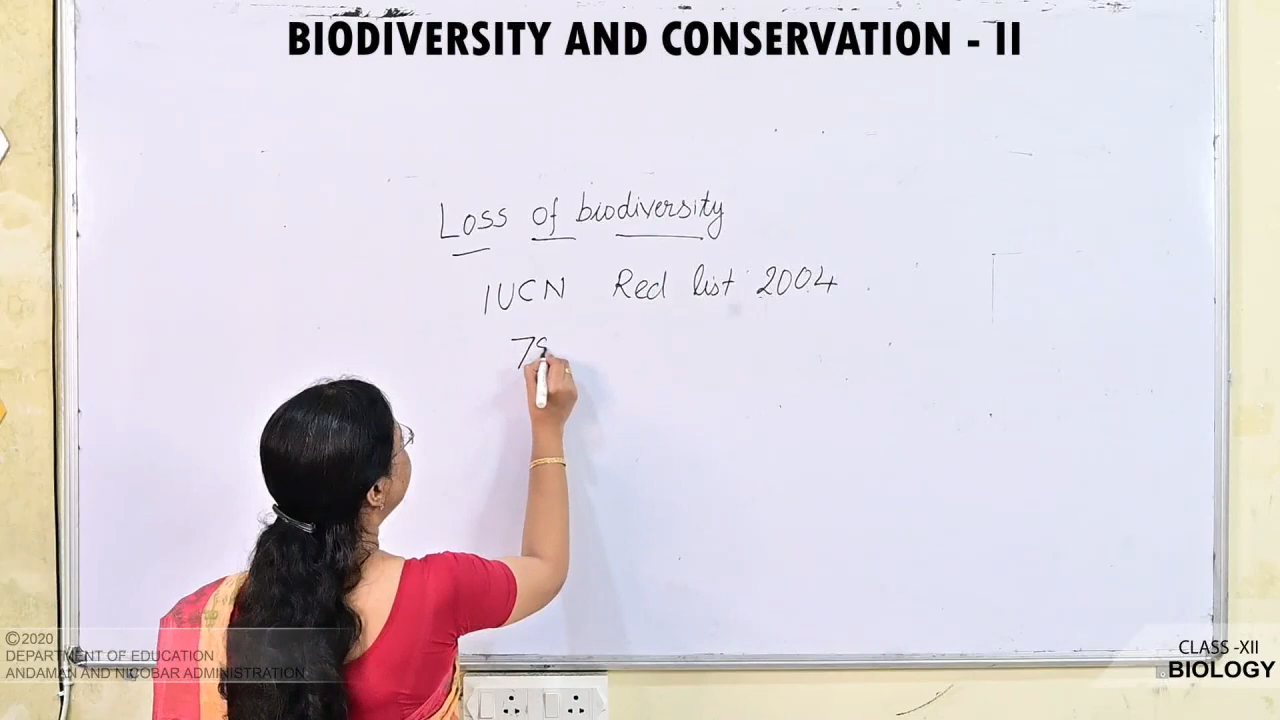 BIODIVERSITY AND CONSERVATION - II
Loss of biodiversity
IUCN Red list 2004
78
©2020
DEPARTMENT OF EDUCATION
ANDAMAN AND NICOBAR ADMINISTRATION
CLASS -XII
BIOLOGY